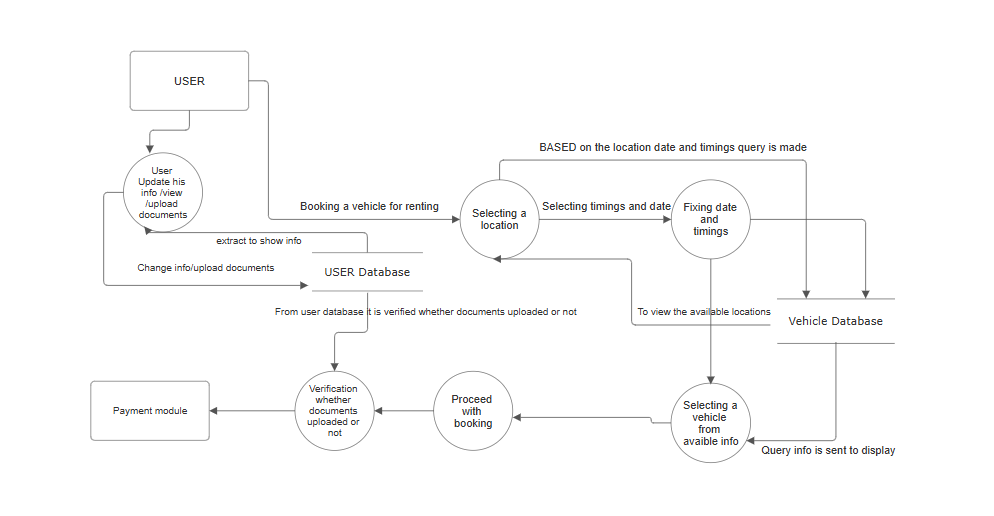 USER
BASED on the location date and timings query is made
User
Update his
info /view
/upload
documents
Booking a vehicle for renting
Selecting a
location
Selecting timings and date
Fixing date
and
timings
extract to show info
Change info/upload documents
USER Database
From user database it is verified whether documents uploaded or not
To view the available locations
Vehicle Database
Payment module
Verification
whether
documents
uploaded or
not
Proceed
with
booking
Selecting a
vehicle
from
avaible info
Query info is sent to display